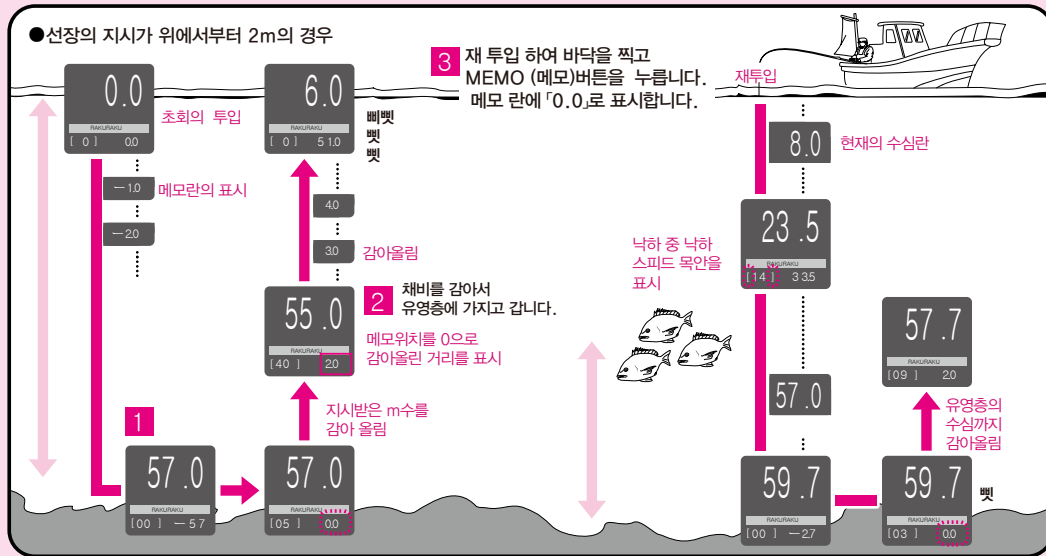 ●선장의 지시가 위에서부터 2m의 경우
0.0
RAKURAKU
[ 0 ] 0.0
초회의 투입
─1.0
메모란의 표시
─2.0
1
57.0
RAKURAKU
[00 ] ─57
57.0
RAKURAKU
[05 ] 0.0
지시받은 m수를
감아 올림
55.0
RAKURAKU
[40 ] 2.0
2
채비를 감아서
유영층에 가지고 갑니다.
메모위치를 0으로
감아올린 거리를 표시
3.0
감아올림
4.0
6.0
RAKURAKU
[ 0 ] 51.0
삐삣
삣
삣
3
재 투입 하여 바닥을 찍고
MEMO (메모)버튼을 누릅니다.
메모 란에 「0.0」로 표시합니다.
재투입
8.0
현재의 수심란
23.5
RAKURAKU
[14 ] 33.5
낙하 중 낙하
스피드 목안을
표시
57.0
59.7
RAKURAKU
[00 ] ─2.7
59.7
RAKURAKU
[03 ] 0.0
삣
유영층의
수심까지
감아올림
57.7
RAKURAKU
[09 ] 2.0